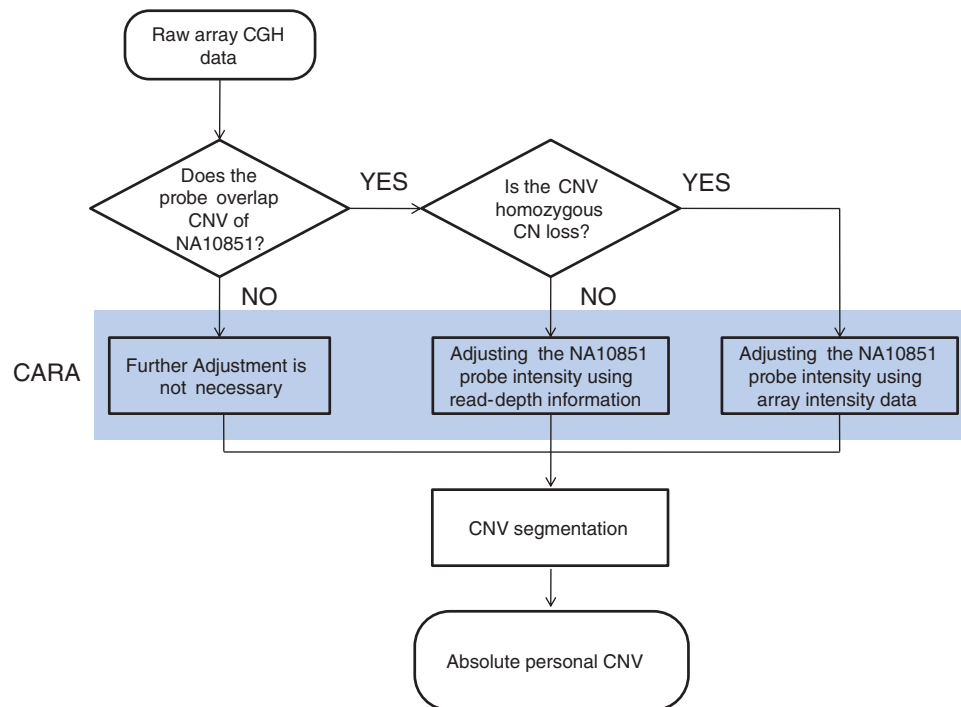 Raw array CGH
data
Does the
probe overlap
CNV of
NA10851?
YES
Is the CNV
homozygous
CN loss?
YES
NO
NO
CARA
Further Adjustment is
not necessary
Adjusting the NA10851
probe intensity using
read-depth information
Adjusting the NA10851
probe intensity using
array intensity data
CNV segmentation
Absolute personal CNV